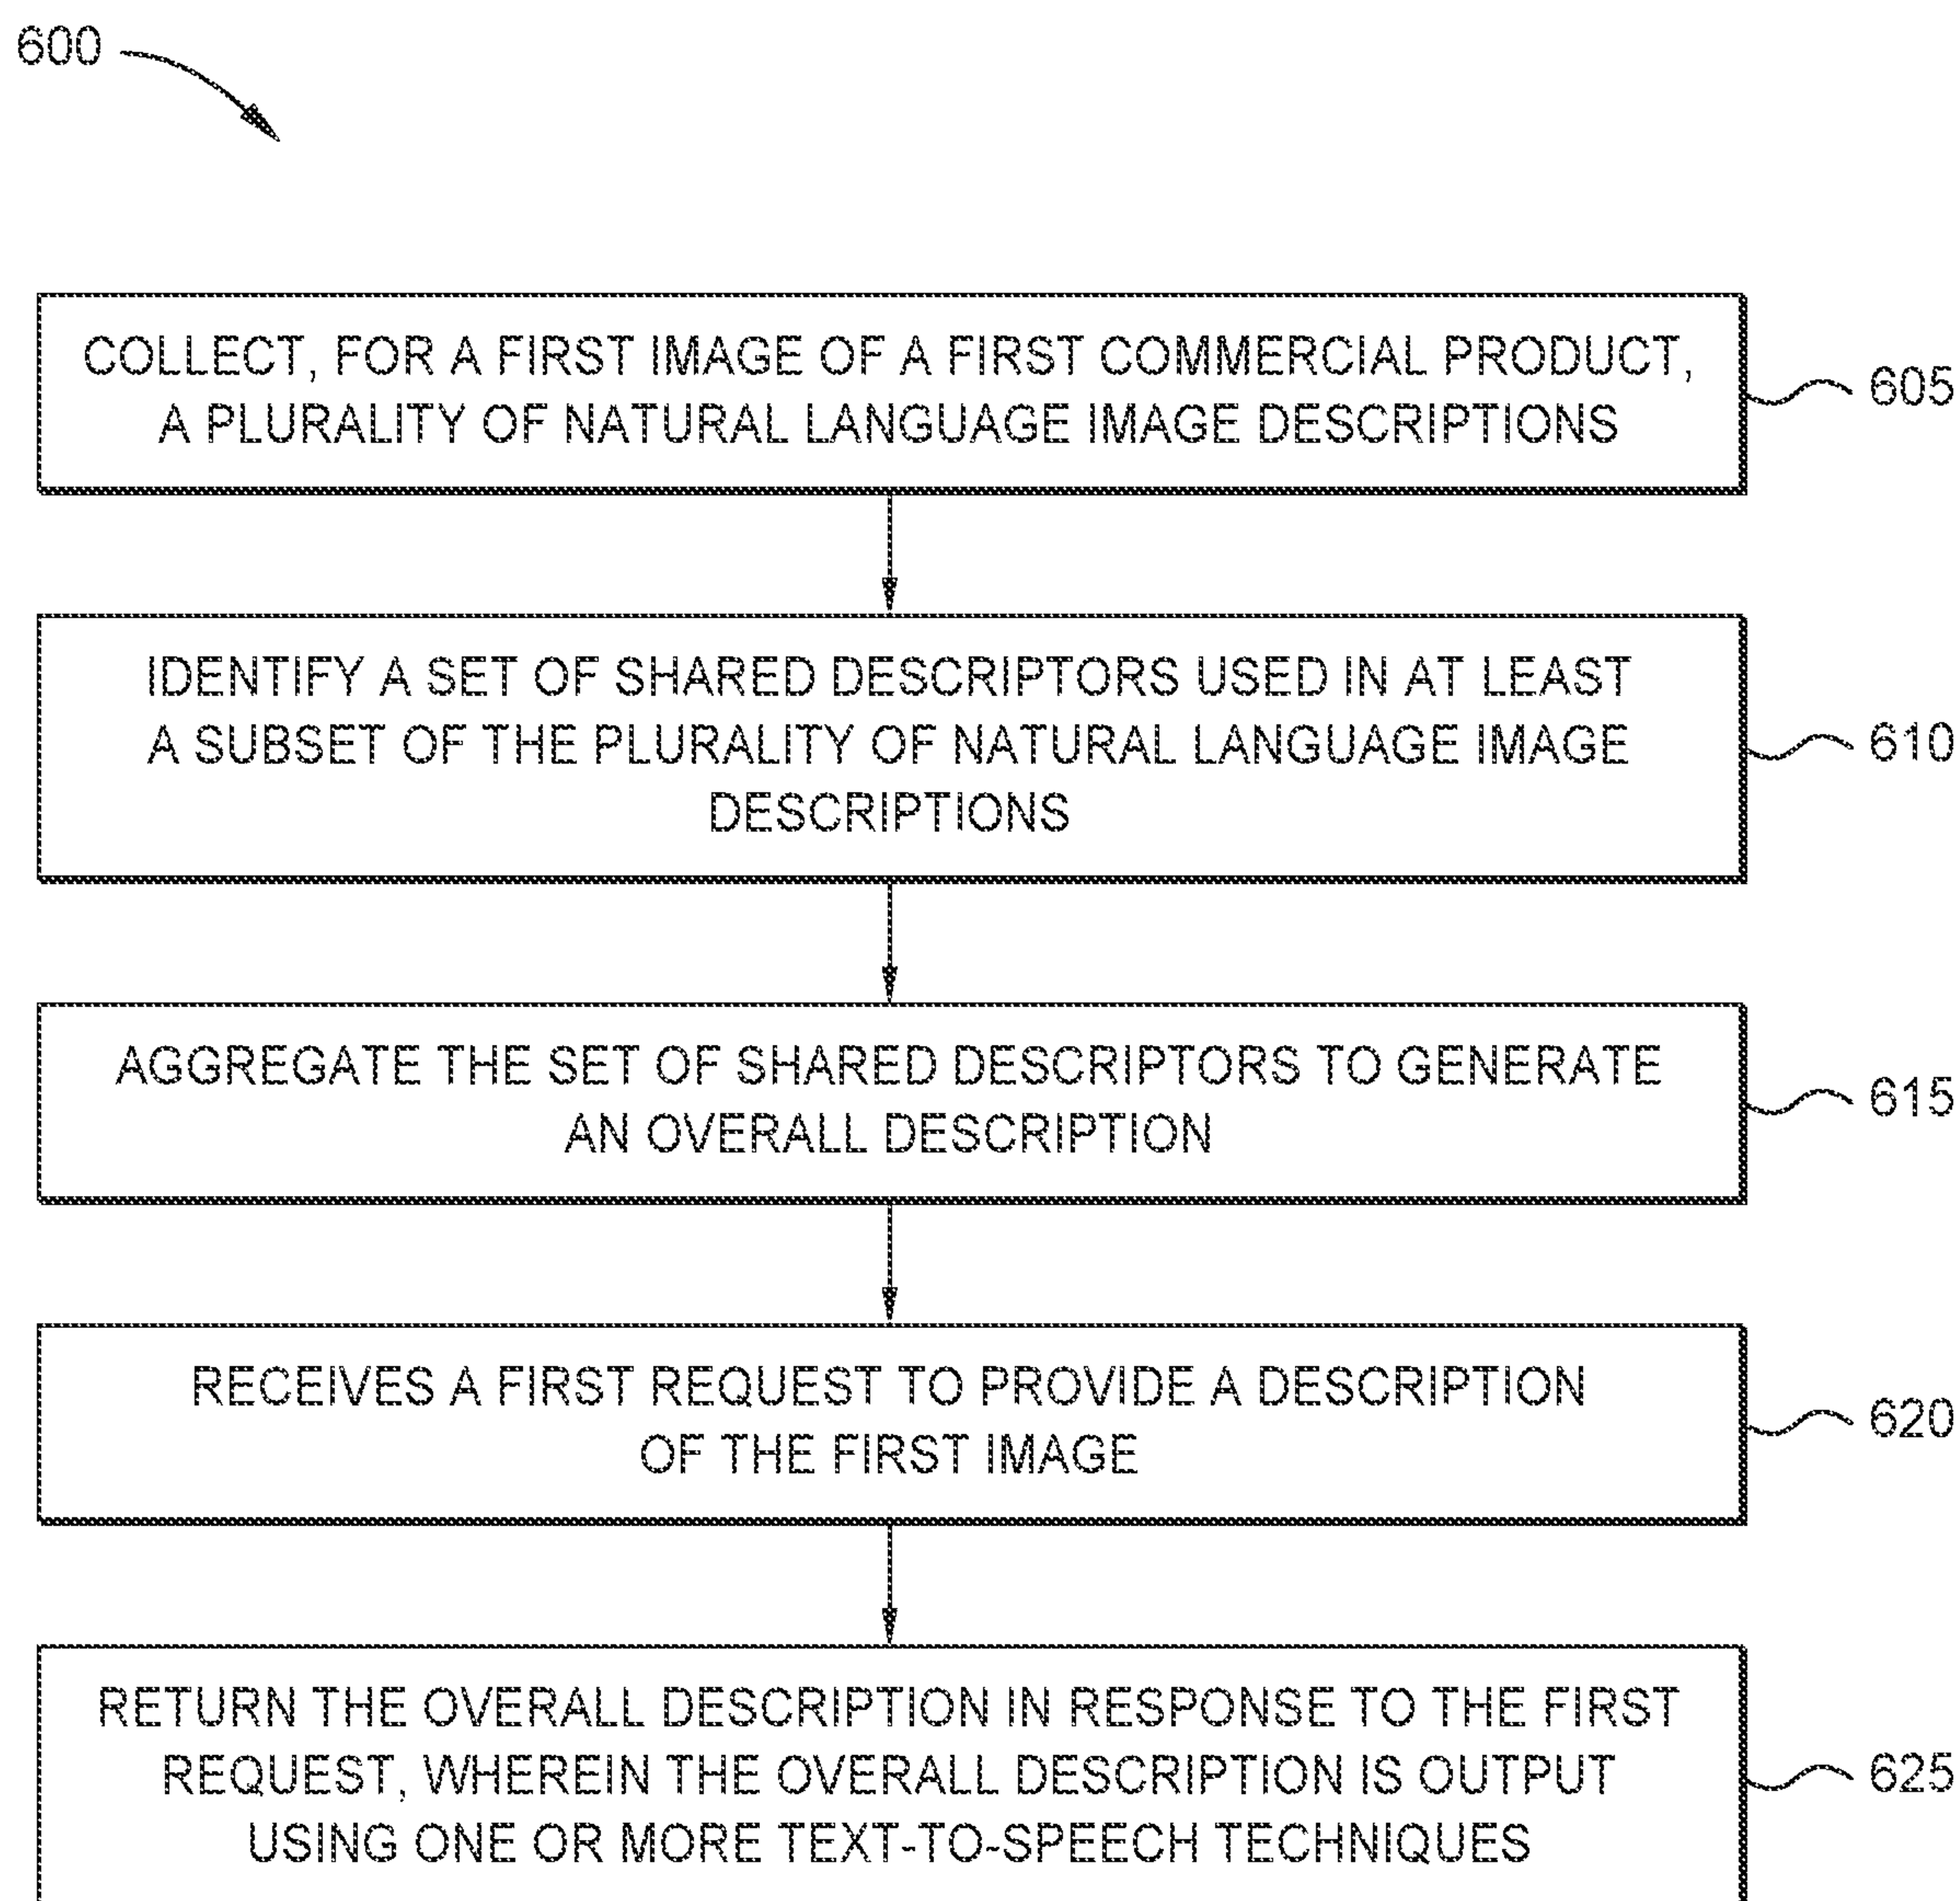 600
COLLECT, FOR A FIRST IMAGE OF A FIRST COMMERCIAL PRODUCT,
A PLURALITY OF NATURAL LANGUAGE IMAGE DESCRIPTIONS
605
IDENTIFY A SET OF SHARED DESCRIPTORS USED IN AT LEAST
A SUBSET OF THE PLURALITY OF NATURAL LANGUAGE IMAGE
DESCRIPTIONS
610
AGGREGATE THE SET OF SHARED DESCRIPTORS TO GENERATE
AN OVERALL DESCRIPTION
615
RECEIVES A FIRST REQUEST TO PROVIDE A DESCRIPTION
OF THE FIRST IMAGE
620
RETURN THE OVERALL DESCRIPTION IN RESPONSE TO THE FIRST
REQUEST, WHEREIN THE OVERALL DESCRIPTION IS OUTPUT
USING ONE OR MORE TEXT-TO-SPEECH TECHNIQUES
625